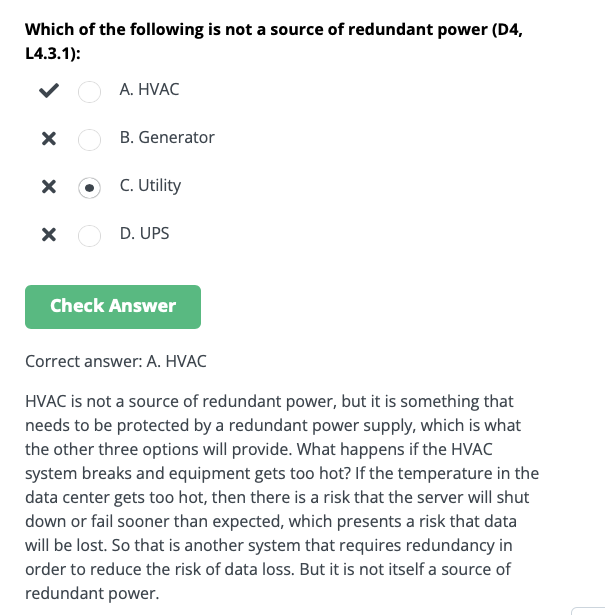 Which of the following is not a source of redundant power (D4,
L4.3.1):
A. HVAC
B. Generator
C. Utility
D. UPS
Check Answer
Correct answer: A. HVAC
HVAC is not a source of redundant power, but it is something that
needs to be protected by a redundant power supply, which is what
the other three options will provide. What happens if the HVAC
system breaks and equipment gets too hot? If the temperature in the
data center gets too hot, then there is a risk that the server will shut
down or fail sooner than expected, which presents a risk that data
will be lost. So that is another system that requires redundancy in
order to reduce the risk of data loss. But it is not itself a source of
redundant power.